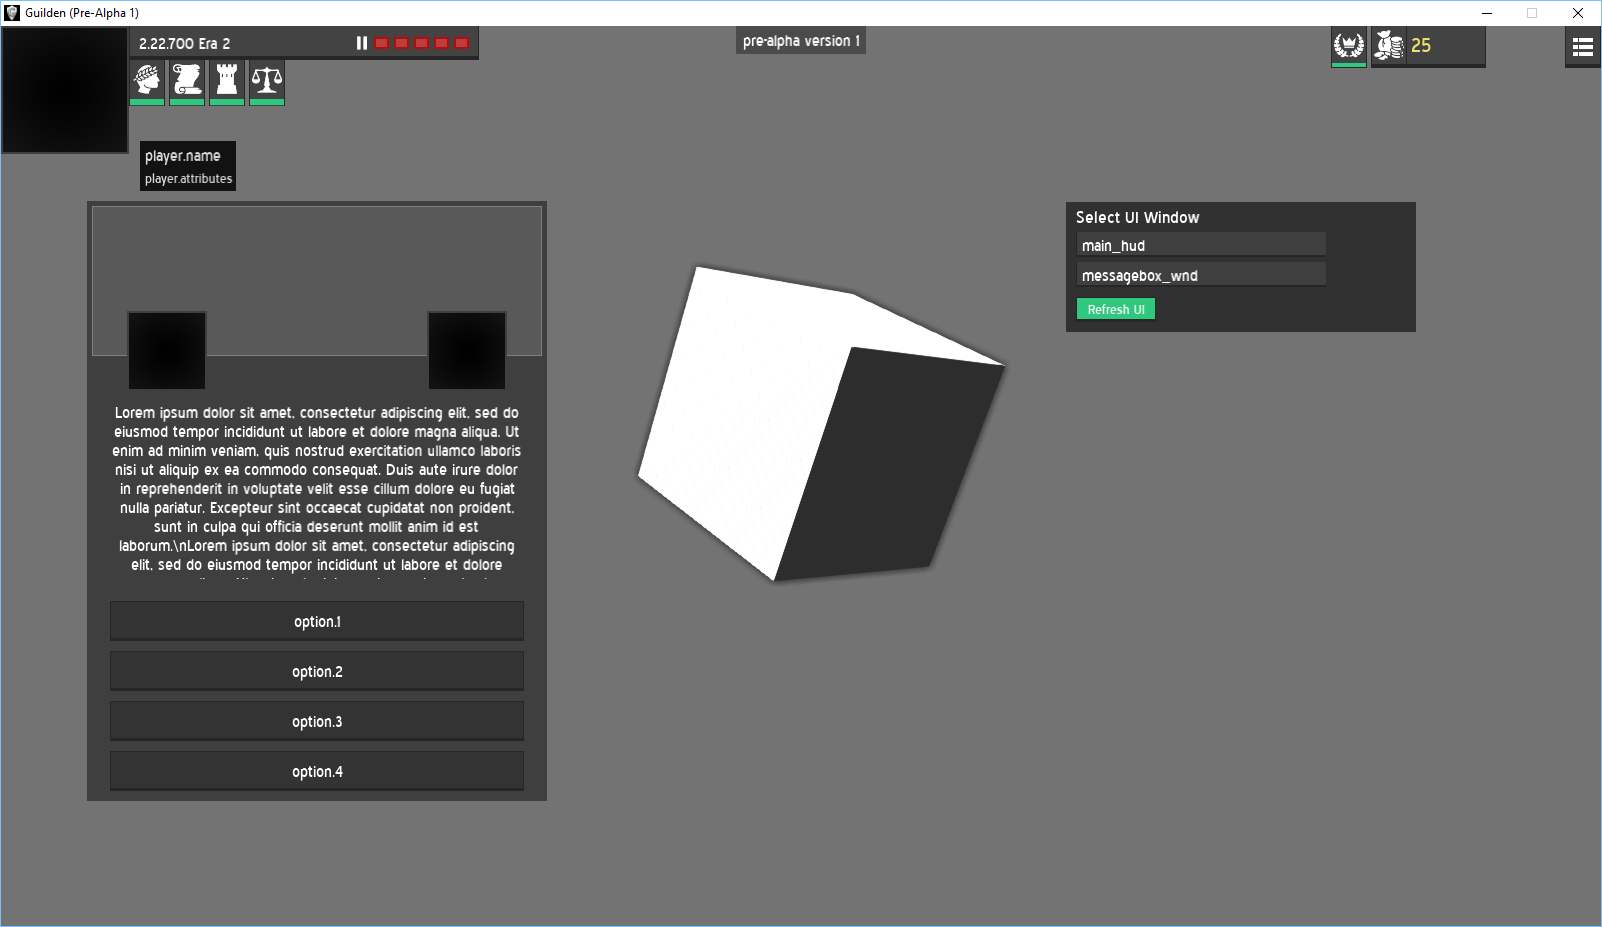 Guilden (Pre-Alpha 1)
2.22.700 Era 2
pre-alpha version 1
25
player.name
player.attributes
Select UI Window
main_hud
messagebox_wnd
Refresh UI
Lorem ipsum dolor sit amet, consectetur adipiscing elit, sed do
eiusmod tempor incididunt ut labore et dolore magna aliqua. Ut
enim ad minim veniam, quis nostrud exercitation ullamco laboris
nisi ut aliquip ex ea commodo consequat. Duis aute irure dolor
in reprehenderit in voluptate velit esse cillum dolore eu fugiat
nulla pariatur. Excepteur sint occaecat cupidatat non proident,
sunt in culpa qui officia deserunt mollit anim id est
laborum.\nLorem ipsum dolor sit amet, consectetur adipiscing
elit, sed do eiusmod tempor incididunt ut labore et dolore
option.1
option.2
option.3
option.4